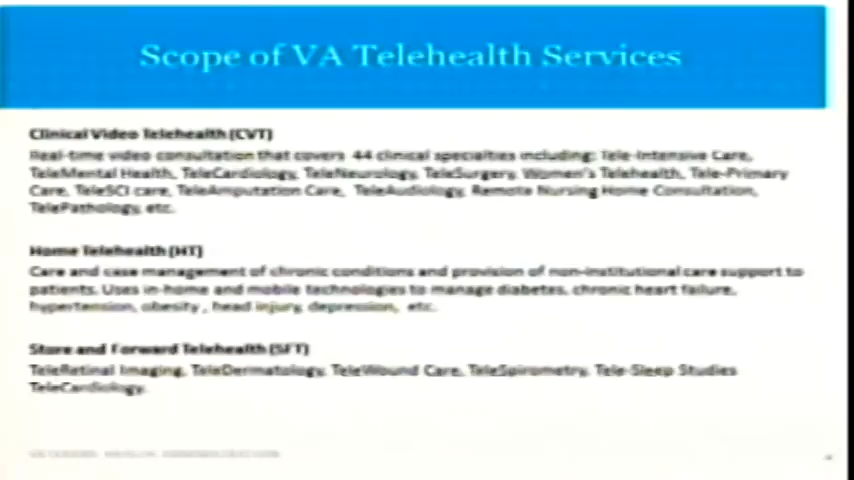 Scope of VA Telehealth Services
Clinical Video Telehealth (CVT)
Real-time video consultation that covers 44 clinical specialties including: Tele-Intensive Care,
TeleMental Health, TeleCardiology, TeleNeurology, TeleSurgery, Women's Telehealth, Tele-Primary
Care, TeleSCI care, TeleAmputation Care, TeleAudiology, Remote Nursing Home Consultation,
TelePathology, etc.
Home Telehealth (HT)
Care and case management of chronic conditions and provision of non-institutional care support to
patients. Uses in-home and mobile technologies to manage diabetes, chronic heart failure,
hypertension, obesity , head injury, depression, etc.
Store and Forward Telehealth (SFT)
TeleRetinal Imaging, TeleDermatology, TeleWound Care, TeleSpirometry, Tele-Sleep Studies
TeleCardiology.
VETERANS HEALTH ADMINISTRATION